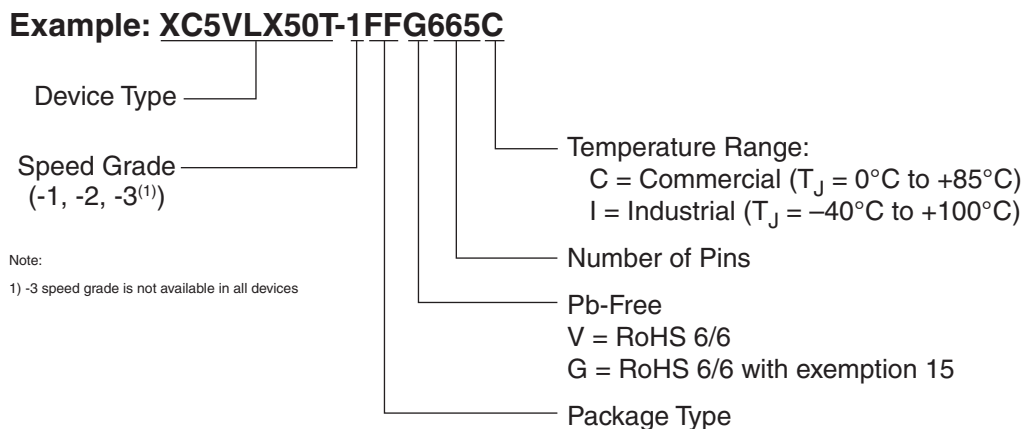 Example: XC5VLX50T-1FFG665C
Device Type
Speed Grade
(-1, -2, -3(1))
Temperature Range:
C = Commercial (TJ = 0°C to +85°C)
I = Industrial (TJ = –40°C to +100°C)
Number of Pins
Note:
1) -3 speed grade is not available in all devices
Pb-Free
V = RoHS 6/6
G = RoHS 6/6 with exemption 15
Package Type